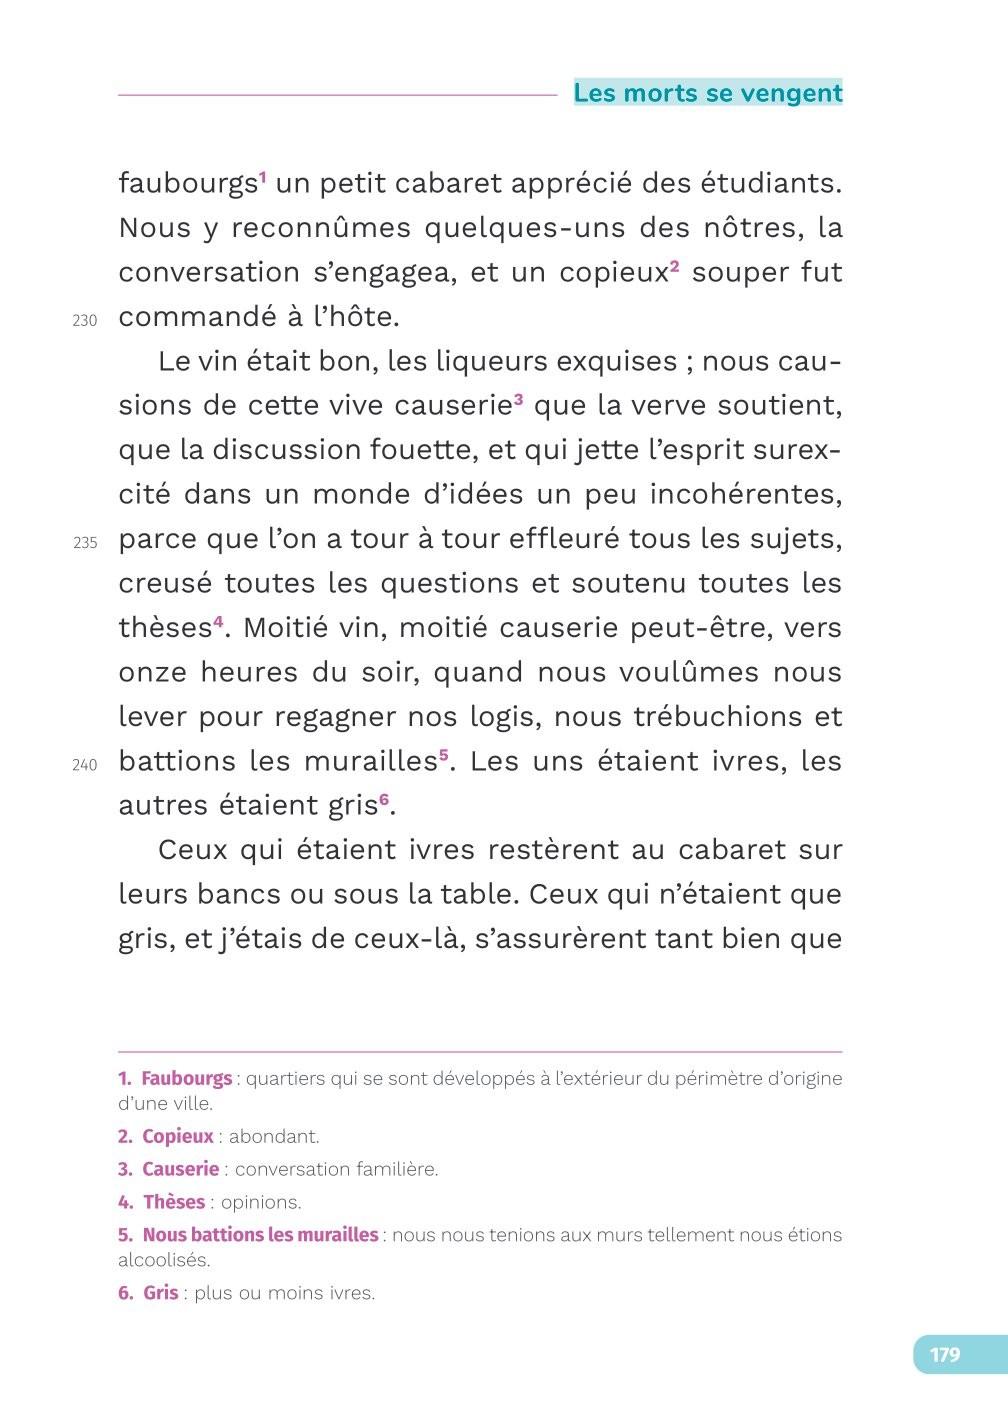 Les morts se vengent
faubourgs¹ un petit cabaret apprécié des étudiants.
Nous y reconnûmes quelques-uns des nôtres, la
conversation s’engagea, et un copieux² souper fut
230 commandé à l’hôte.
Le vin était bon, les liqueurs exquises ; nous cau-
sions de cette vive causerie³ que la verve soutient,
que la discussion fouette, et qui jette l’esprit surex-
cité dans un monde d’idées un peu incohérentes,
235 parce que l’on a tour à tour effleuré tous les sujets,
creusé toutes les questions et soutenu toutes les
thèses⁴. Moitié vin, moitié causerie peut-être, vers
onze heures du soir, quand nous voulûmes nous
lever pour regagner nos logis, nous trébuchions et
240 battions les murailles⁵. Les uns étaient ivres, les
autres étaient gris⁶.
Ceux qui étaient ivres restèrent au cabaret sur
leurs bancs ou sous la table. Ceux qui n’étaient que
gris, et j’étais de ceux-là, s’assurèrent tant bien que
1. Faubourgs : quartiers qui se sont développés à l’extérieur du périmètre d’origine
d’une ville.
2. Copieux : abondant.
3. Causerie : conversation familière.
4. Thèses : opinions.
5. Nous battions les murailles : nous nous tenions aux murs tellement nous étions
alcoolisés.
6. Gris : plus ou moins ivres.
179